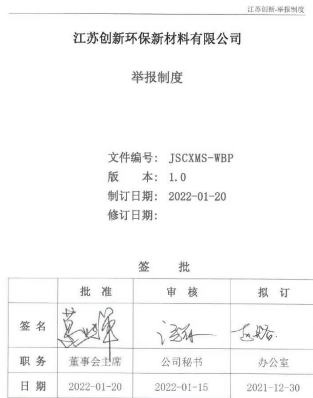 江苏创新-举报制度
江苏创新环保新材料有限公司
举报制度
文件编号: JSCXMS-WBP
版 本: 1.0
制订日期: 2022-01-20
修订日期:
签 批
批 准 审 核 拟 订
签 名
职 务 董事会主席 公司秘书 办公室
日 期 2022-01-20 2022-01-15 2021-12-30